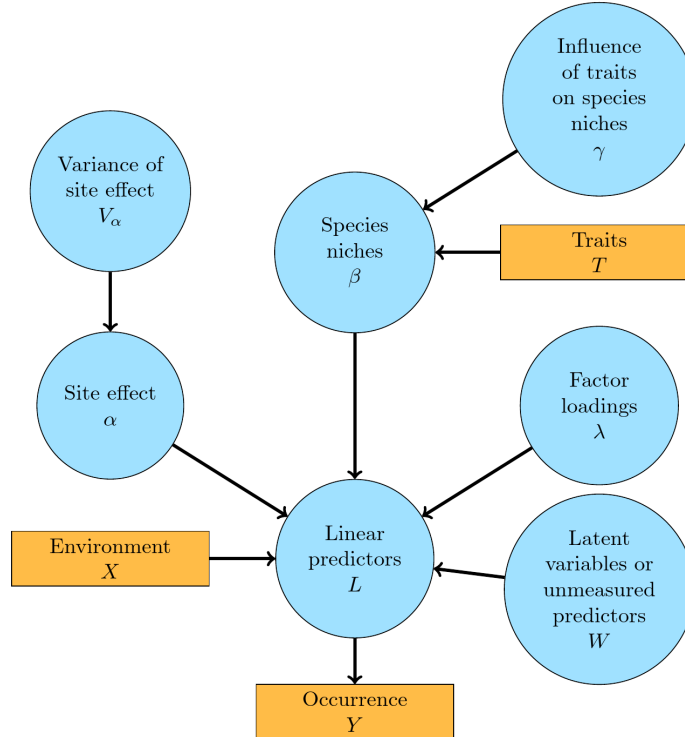 Influence
of traits
on species
niches
γ
Variance of
site effect
V_α
Species
niches
β
Traits
T
Site effect
α
Factor
loadings
λ
Environment
X
Linear
predictors
L
Latent
variables or
unmeasured
predictors
W
Occurrence
Y